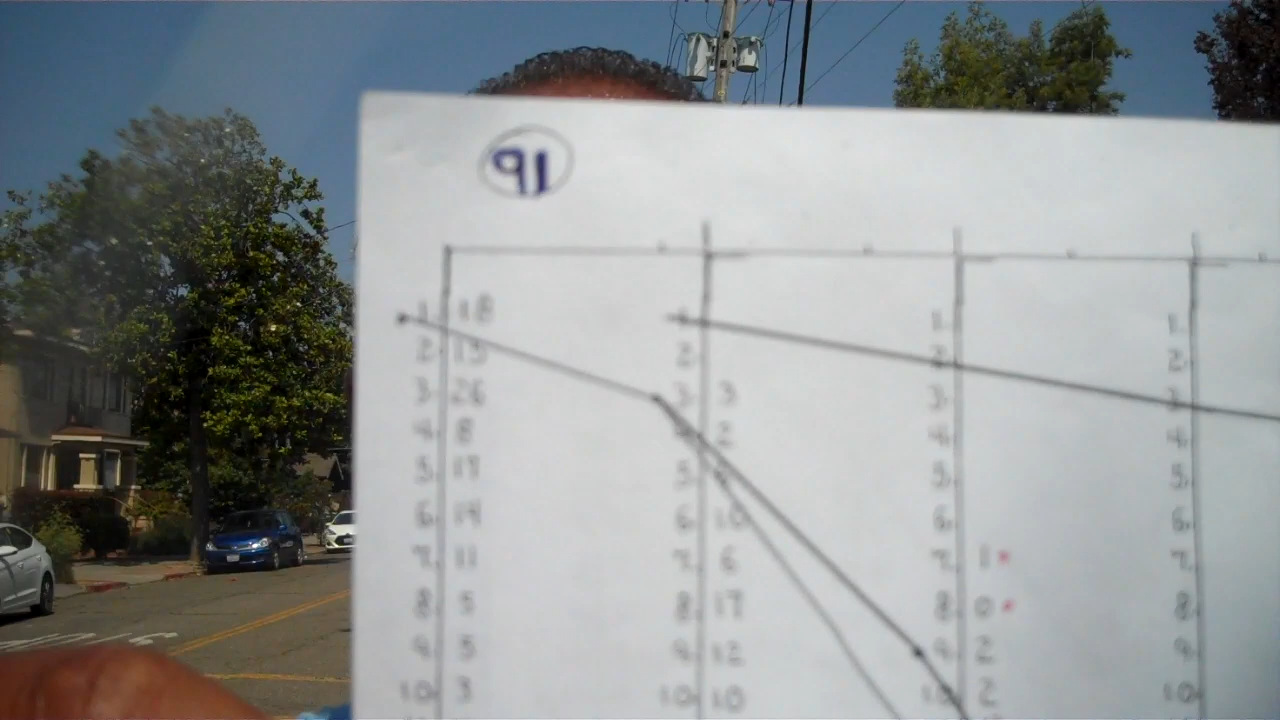 91
1. 18 1. 1. 1.
2. 15 2. 2. 2.
3. 26 3. 3 3. 3.
4. 8 4. 2 4. 4.
5. 17 5. 5. 5.
6. 19 6. 10 6. 6.
7. 11 7. 6 7. 1 7.
8. 5 8. 17 8. 0 8.
9. 5 9. 12 9. 2 9.
10. 3 10. 10 10. 2 10.